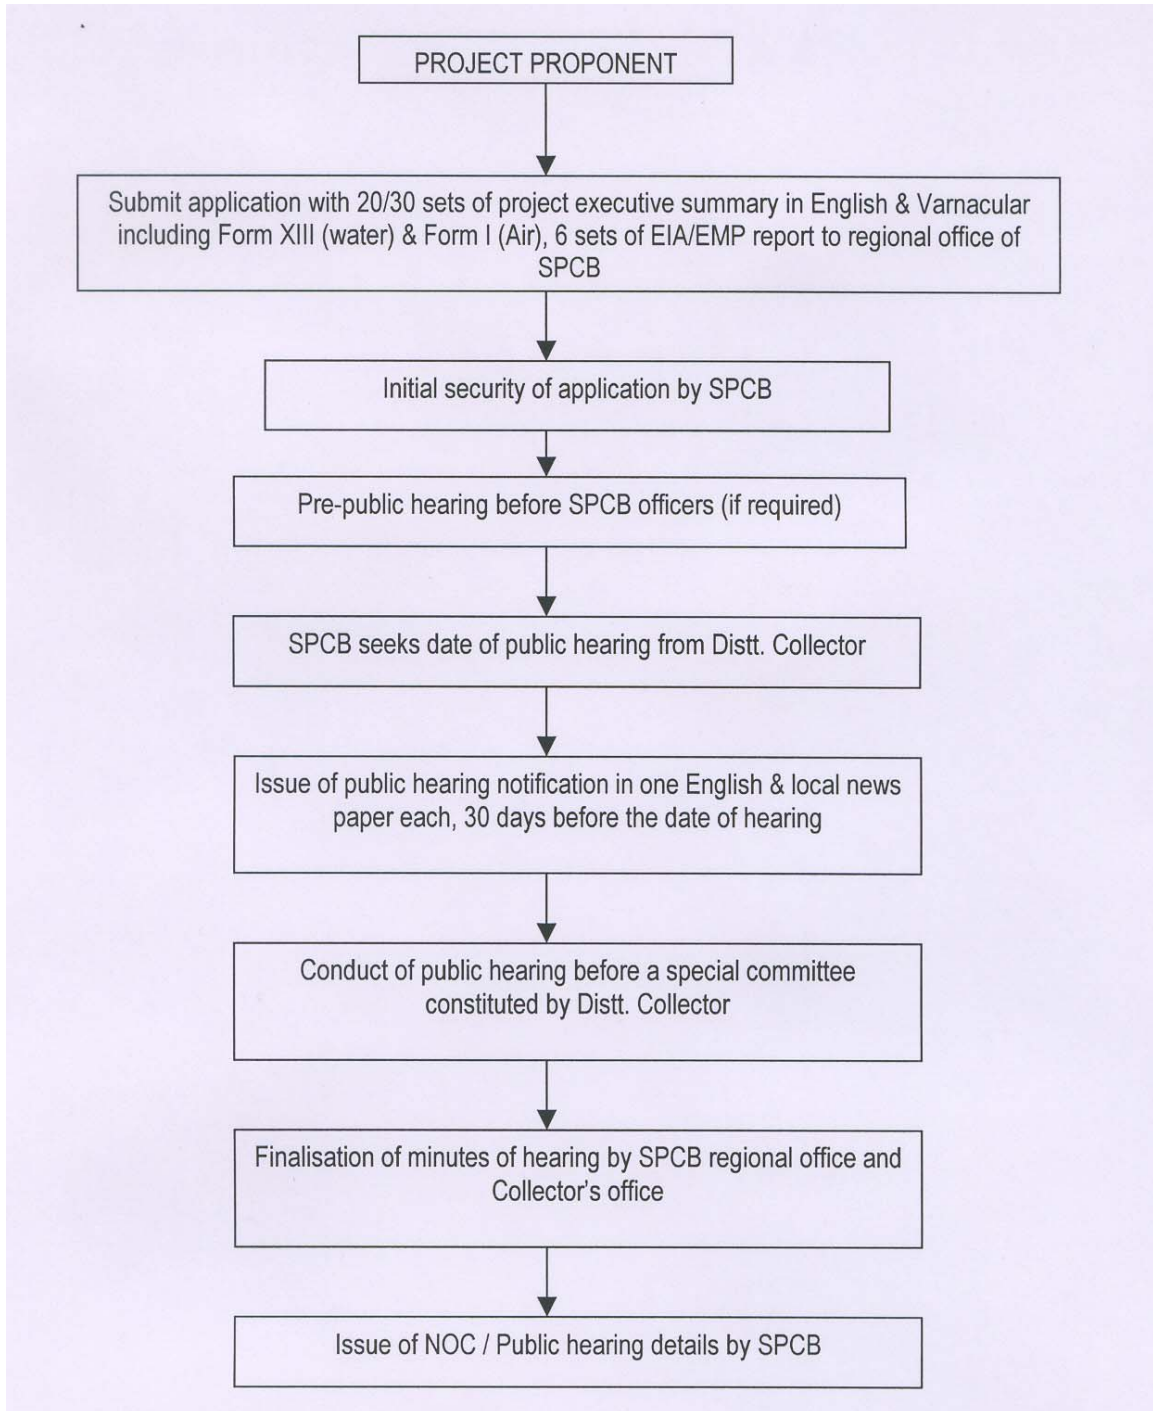 PROJECT PROPONENT
Submit application with 20/30 sets of project executive summary in English & Varnacular
including Form XIII (water) & Form I (Air), 6 sets of EIA/EMP report to regional office of
SPCB
Initial security of application by SPCB
Pre-public hearing before SPCB officers (if required)
SPCB seeks date of public hearing from Distt. Collector
Issue of public hearing notification in one English & local news
paper each, 30 days before the date of hearing
Conduct of public hearing before a special committee
constituted by Distt. Collector
Finalisation of minutes of hearing by SPCB regional office and
Collector's office
Issue of NOC / Public hearing details by SPCB